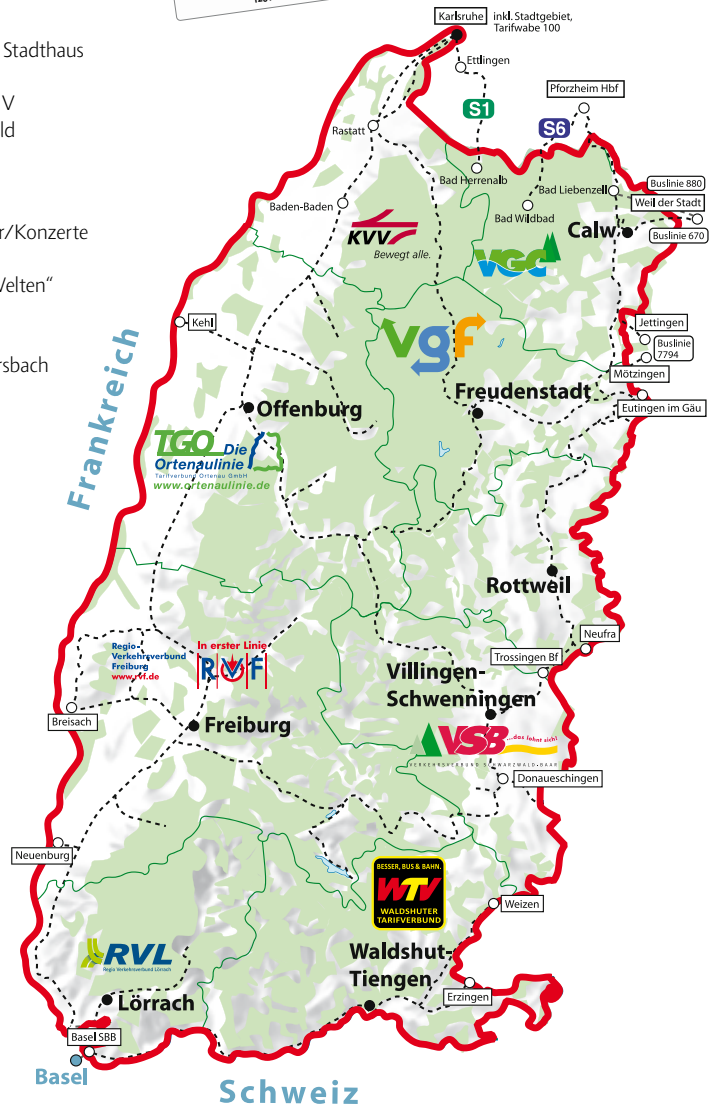 Stadthaus
V
ld
r/Konzerte
Velten“
rsbach
Karlsruhe
inkl. Stadtgebiet,
Tarifwabe 100
Ettlingen
Pforzheim Hbf
S1
S6
Rastatt
Bad Herrenalb
Bad Liebenzell
Buslinie 880
Weil der Stadt
Baden-Baden
Bad Wildbad
Calw
Buslinie 670
KVV
Bewegt alle.
VGC
Kehl
Jettingen
Buslinie
7794
vgf
Mötzingen
Frankreich
Freudenstadt
Eutingen im Gäu
Offenburg
TGO Die
Ortenaulinie
Tarifverbund Ortenau GmbH
www.ortenaulinie.de
Rottweil
Neufra
Regio-
Verkehrsverbund
Freiburg
www.rvf.de
In erster Linie
RVF
Trossingen Bf
Villingen-
Schwenningen
Breisach
Freiburg
VSB
...das lohnt sich!
VERKEHRSVERBUND SCHWARZWALD-BAAR
Donaueschingen
Neuenburg
BESSER, BUS & BAHN.
WTV
WALDSHUTER
TARIFVERBUND
Weizen
RVL
Regio Verkehrsverbund Lörrach
Waldshut-
Tiengen
Erzingen
Lörrach
Basel SBB
Basel
Schweiz